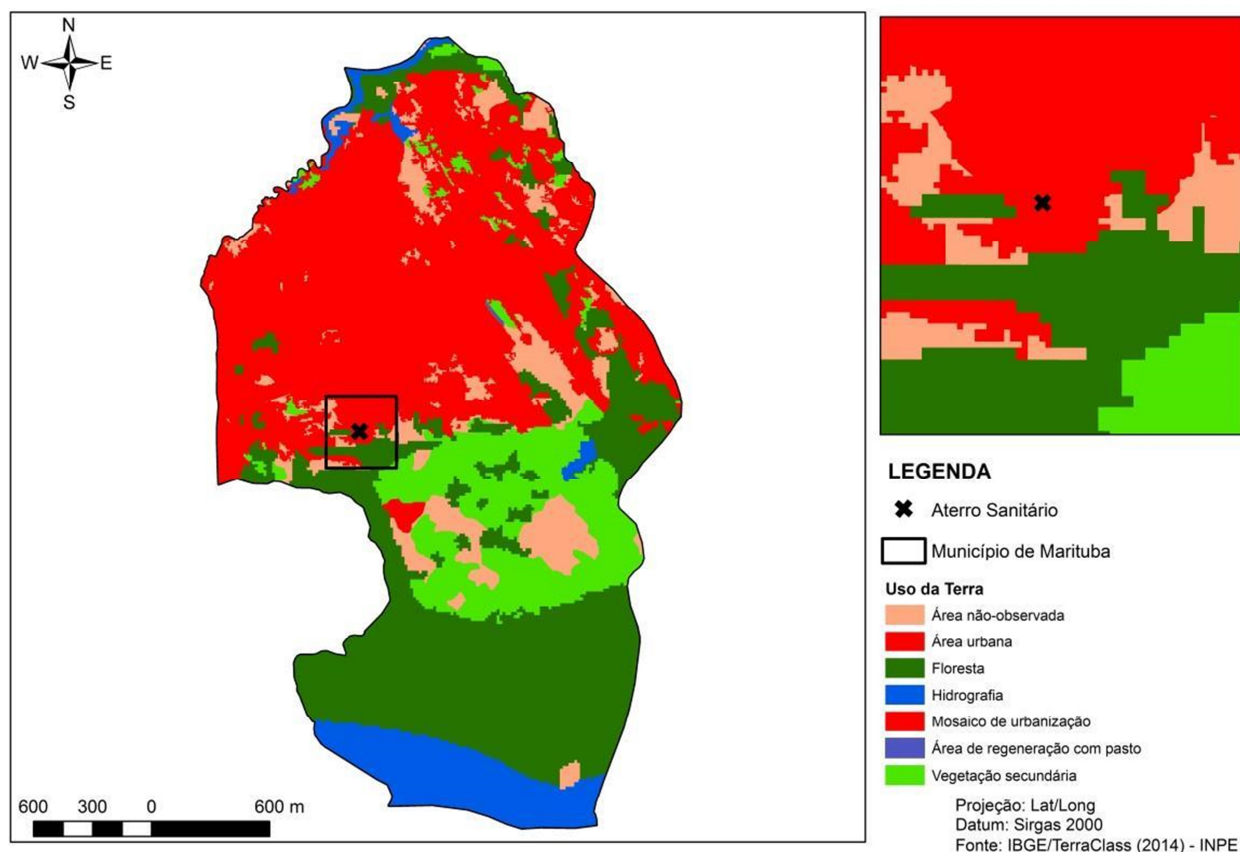 N
W E
S
600 300 0 600 m
LEGENDA
Aterro Sanitário
Município de Marituba
Uso da Terra
Área não-observada
Área urbana
Floresta
Hidrografia
Mosaico de urbanização
Área de regeneração com pasto
Vegetação secundária
Projeção: Lat/Long
Datum: Sirgas 2000
Fonte: IBGE/TerraClass (2014) - INPE